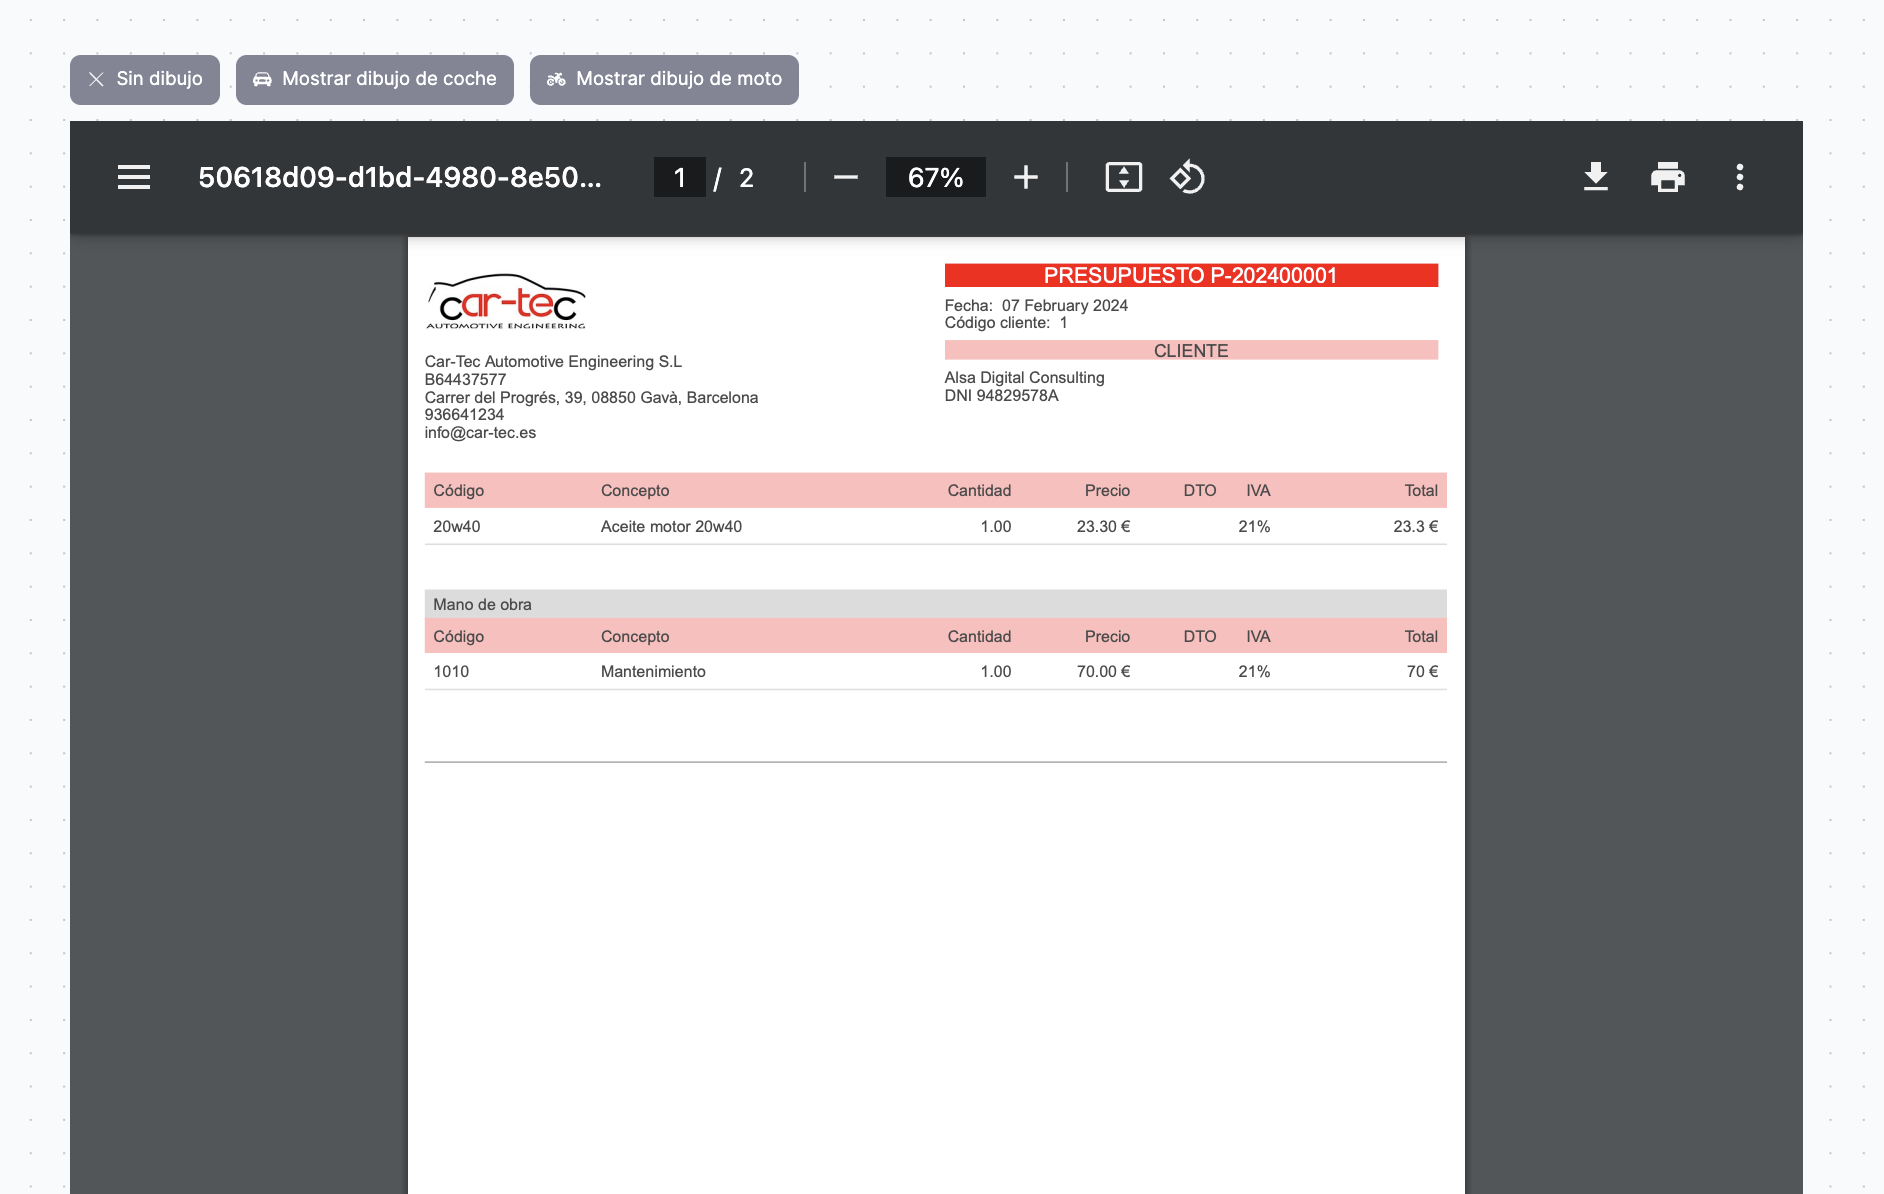 Sin dibujo
Mostrar dibujo de coche
Mostrar dibujo de moto
50618d09-d1bd-4980-8e50...
1 / 2
67%
car-tec
AUTOMOTIVE ENGINEERING
PRESUPUESTO P-202400001
Fecha: 07 February 2024
Código cliente: 1
CLIENTE
Alsa Digital Consulting
DNI 94829578A
Car-Tec Automotive Engineering S.L
B64437577
Carrer del Progrés, 39, 08850 Gavà, Barcelona
936641234
info@car-tec.es
Código Concepto Cantidad Precio DTO IVA Total
20w40 Aceite motor 20w40 1.00 23.30 € 21% 23.3 €
Mano de obra
Código Concepto Cantidad Precio DTO IVA Total
1010 Mantenimiento 1.00 70.00 € 21% 70 €